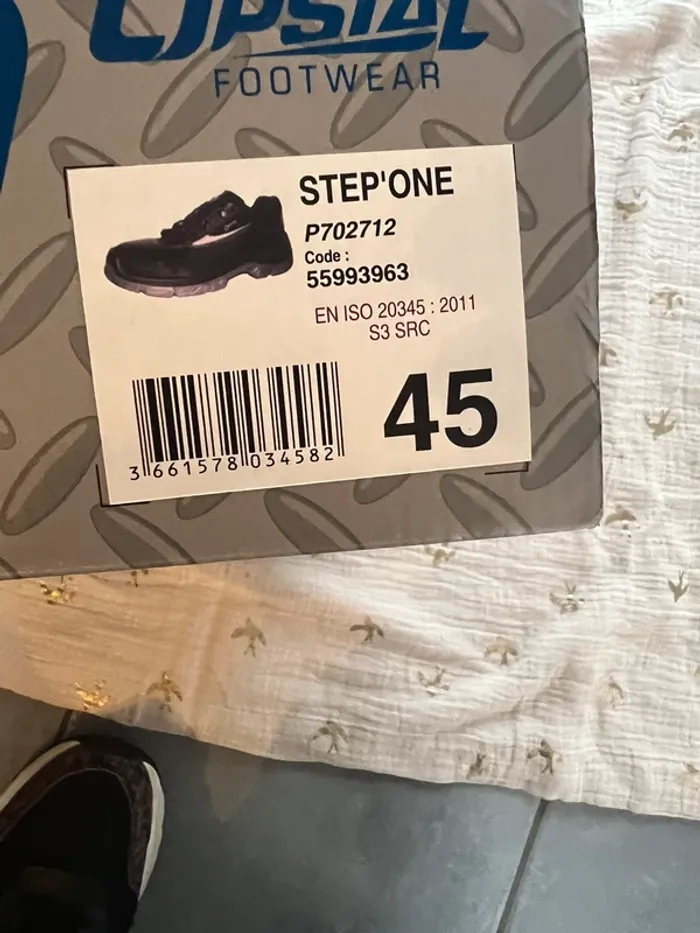 FOOTWEAR
STEP'ONE
P702712
Code :
55993963
EN ISO 20345 : 2011
S3 SRC
45
3 661578 034582